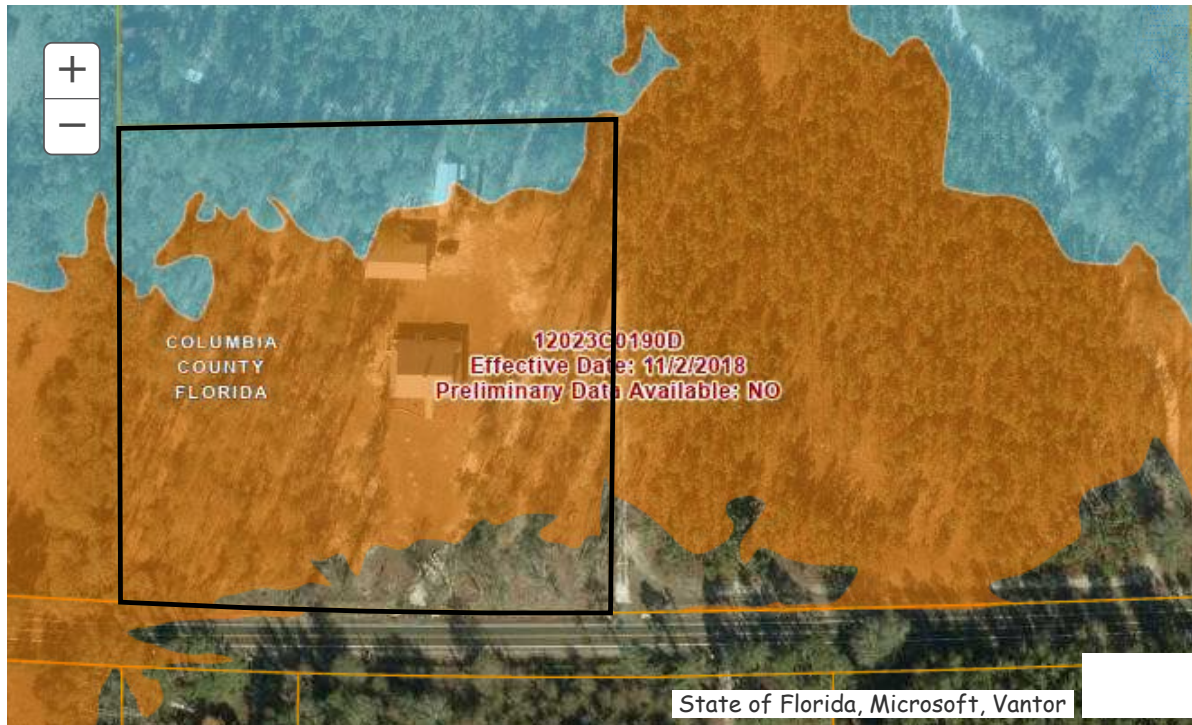 +
−
COLUMBIA
COUNTY
FLORIDA
12023C0190D
Effective Date: 11/2/2018
Preliminary Data Available: NO
State of Florida, Microsoft, Vantor